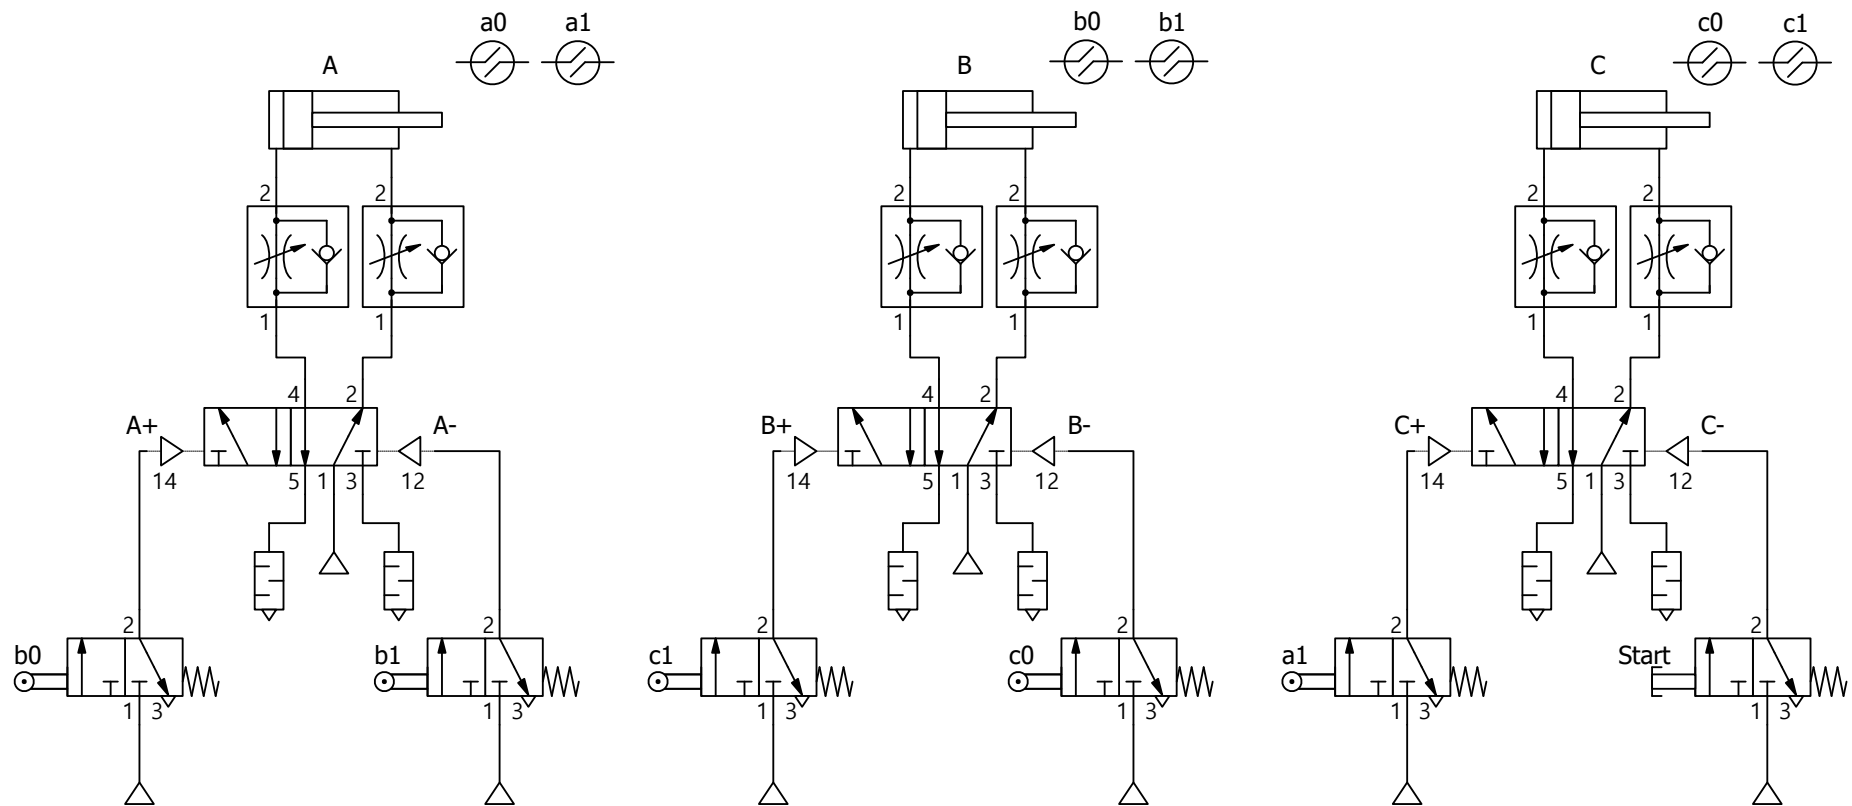 a0 a1 b0 b1 c0 c1
A B C
2 2 2 2 2 2
1 1 1 1 1 1
4 2 4 2 4 2
A+ A- B+ B- C+ C-
14 5 1 3 12 14 5 1 3 12 14 5 1 3 12
2 2 2 2 2 2
b0 b1 c1 c0 a1 Start
1 3 1 3 1 3 1 3 1 3 1 3